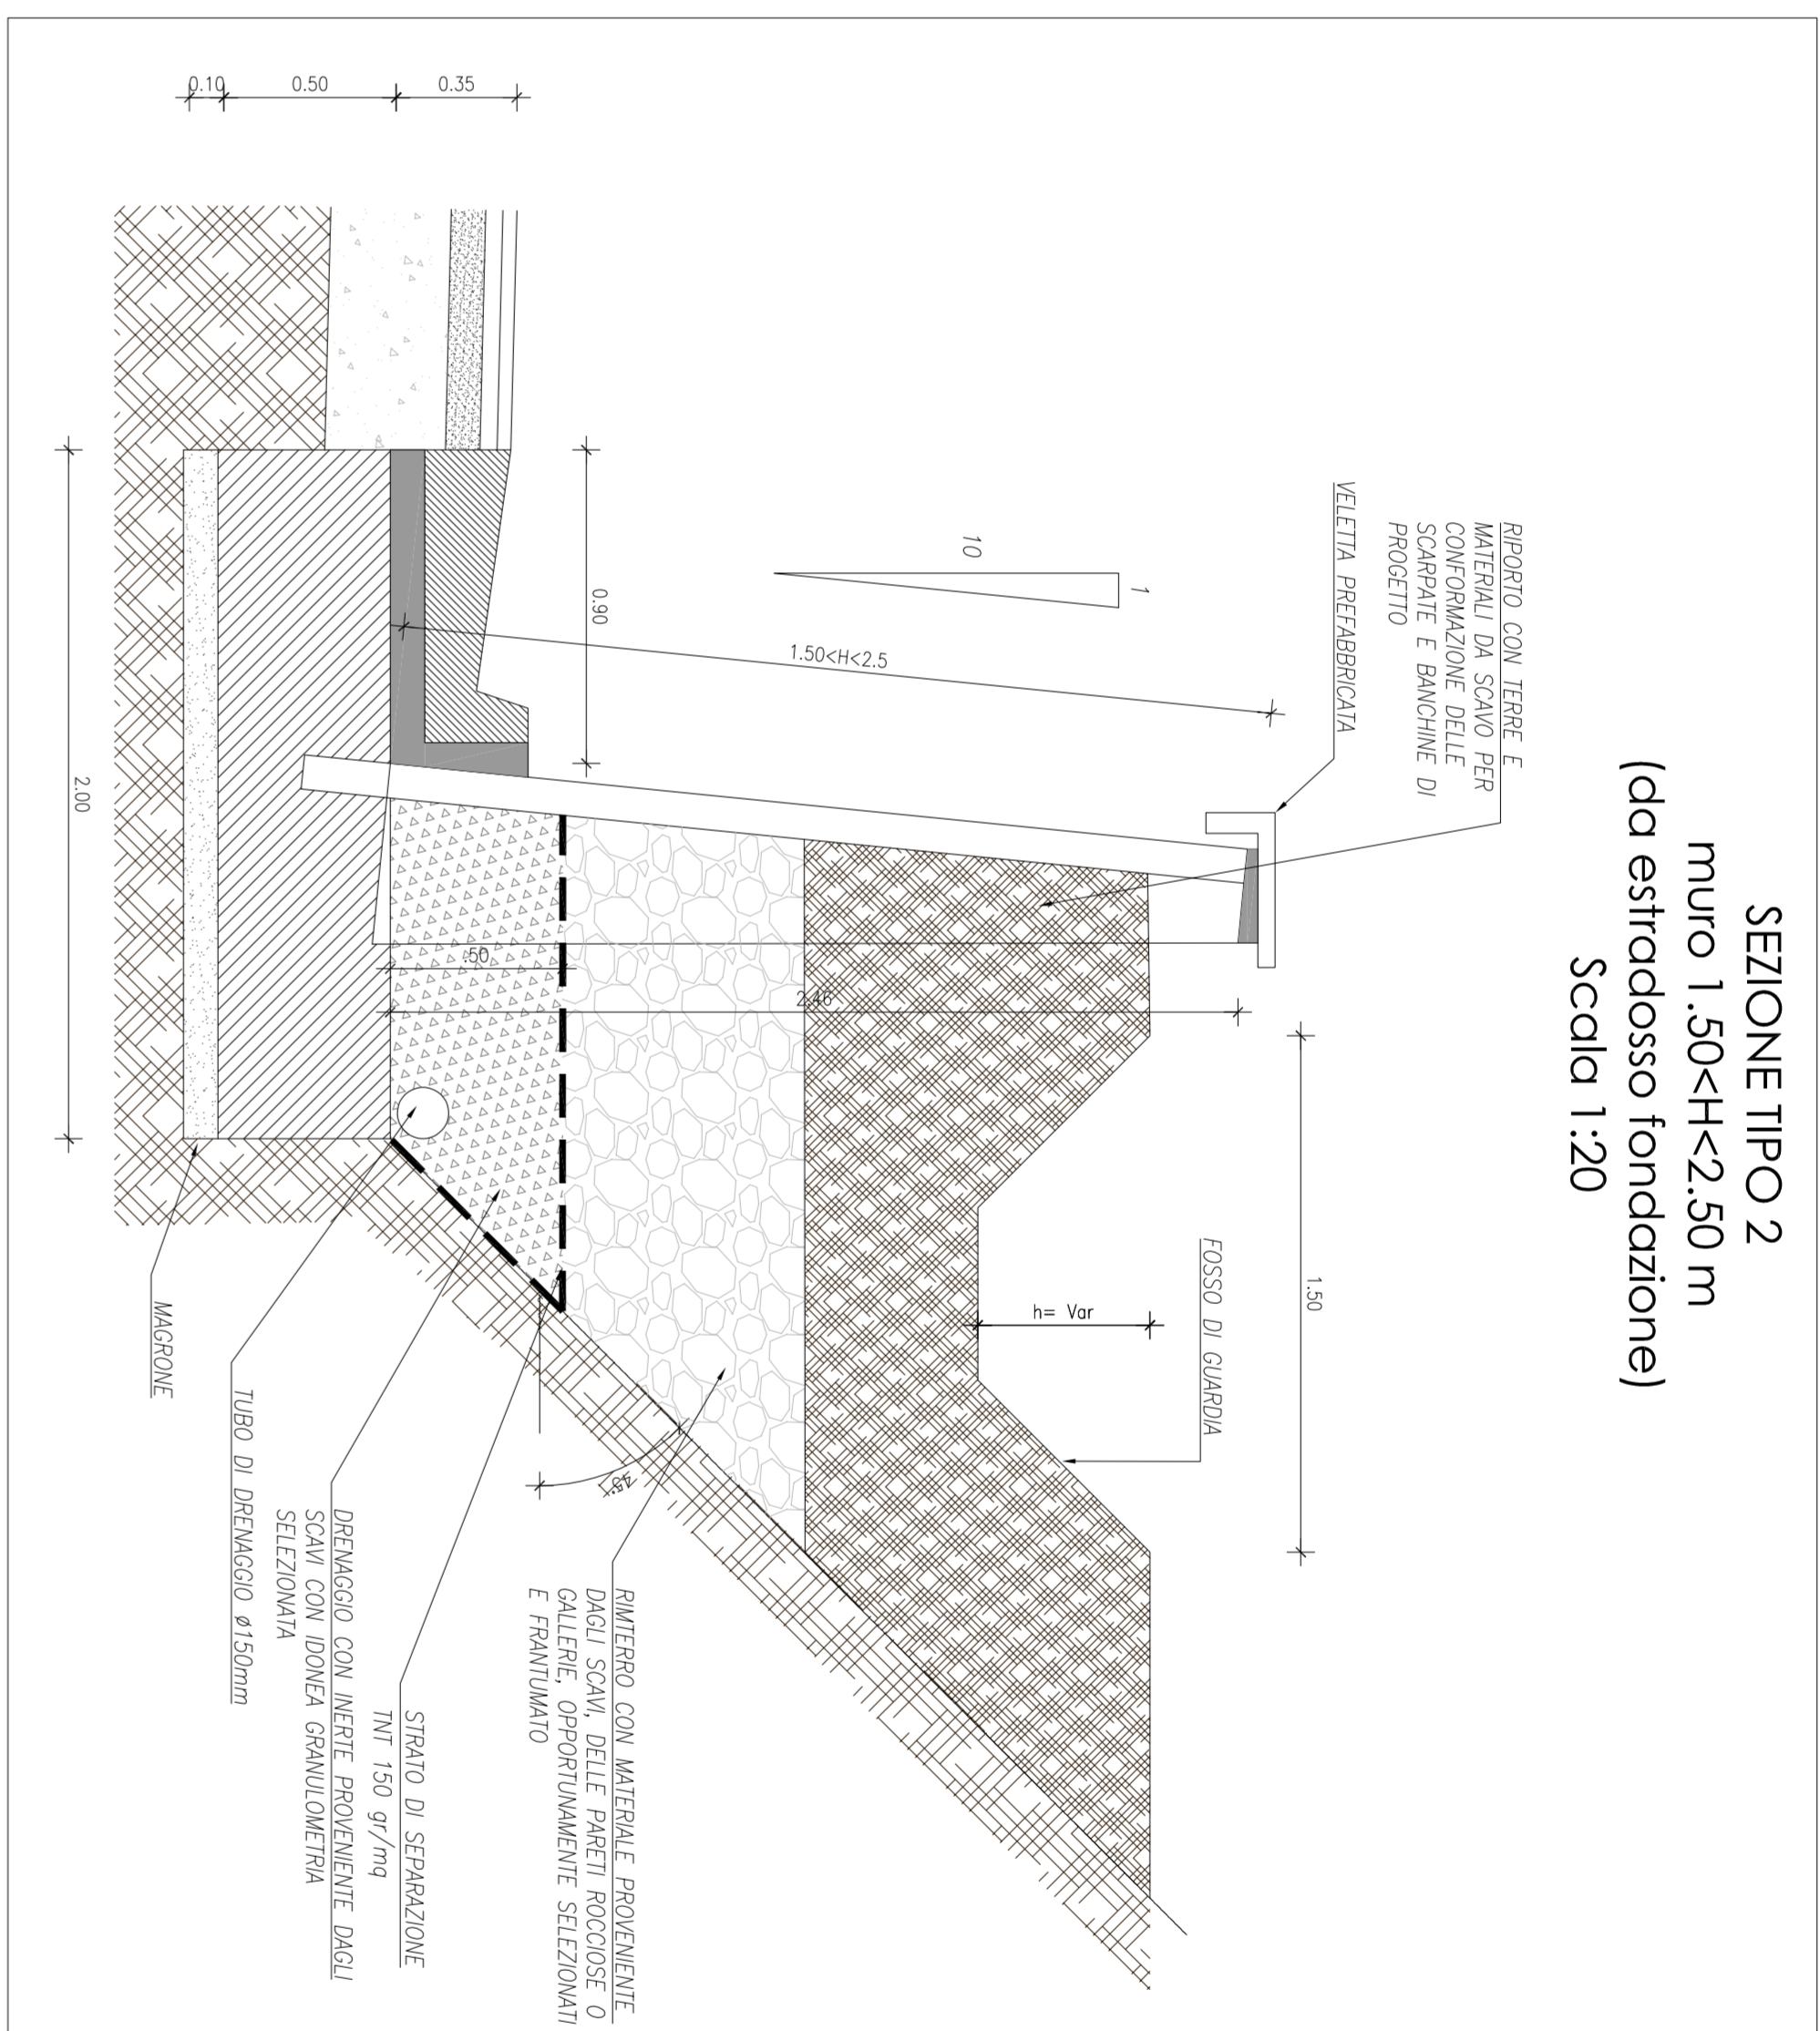 SEZIONE TIPO 2
muro 1.50<H<2.50 m
(da estradosso fondazione)
Scala 1:20
RIPORTO CON TERRE E
MATERIALI DA SCAVO PER
CONFORMAZIONE DELLE
SCARPATE E BANCHINE DI
PROGETTO
VELETTA PREFABBRICATA
FOSSO DI GUARDIA
1.50
h= Var
10
1
1.50<H<2.5
0.90
2.46
.50
45°
0.35
0.50
0.10
2.00
RIMTERRO CON MATERIALE PROVENIENTE
DAGLI SCAVI, DELLE PARETI ROCCIOSE O
GALLERIE, OPPORTUNAMENTE SELEZIONATI
E FRANTUMATO
STRATO DI SEPARAZIONE
TNT 150 gr/mq
DRENAGGIO CON INERTE PROVENIENTE DAGLI
SCAVI CON IDONEA GRANULOMETRIA
SELEZIONATA
TUBO DI DRENAGGIO ø150mm
MAGRONE